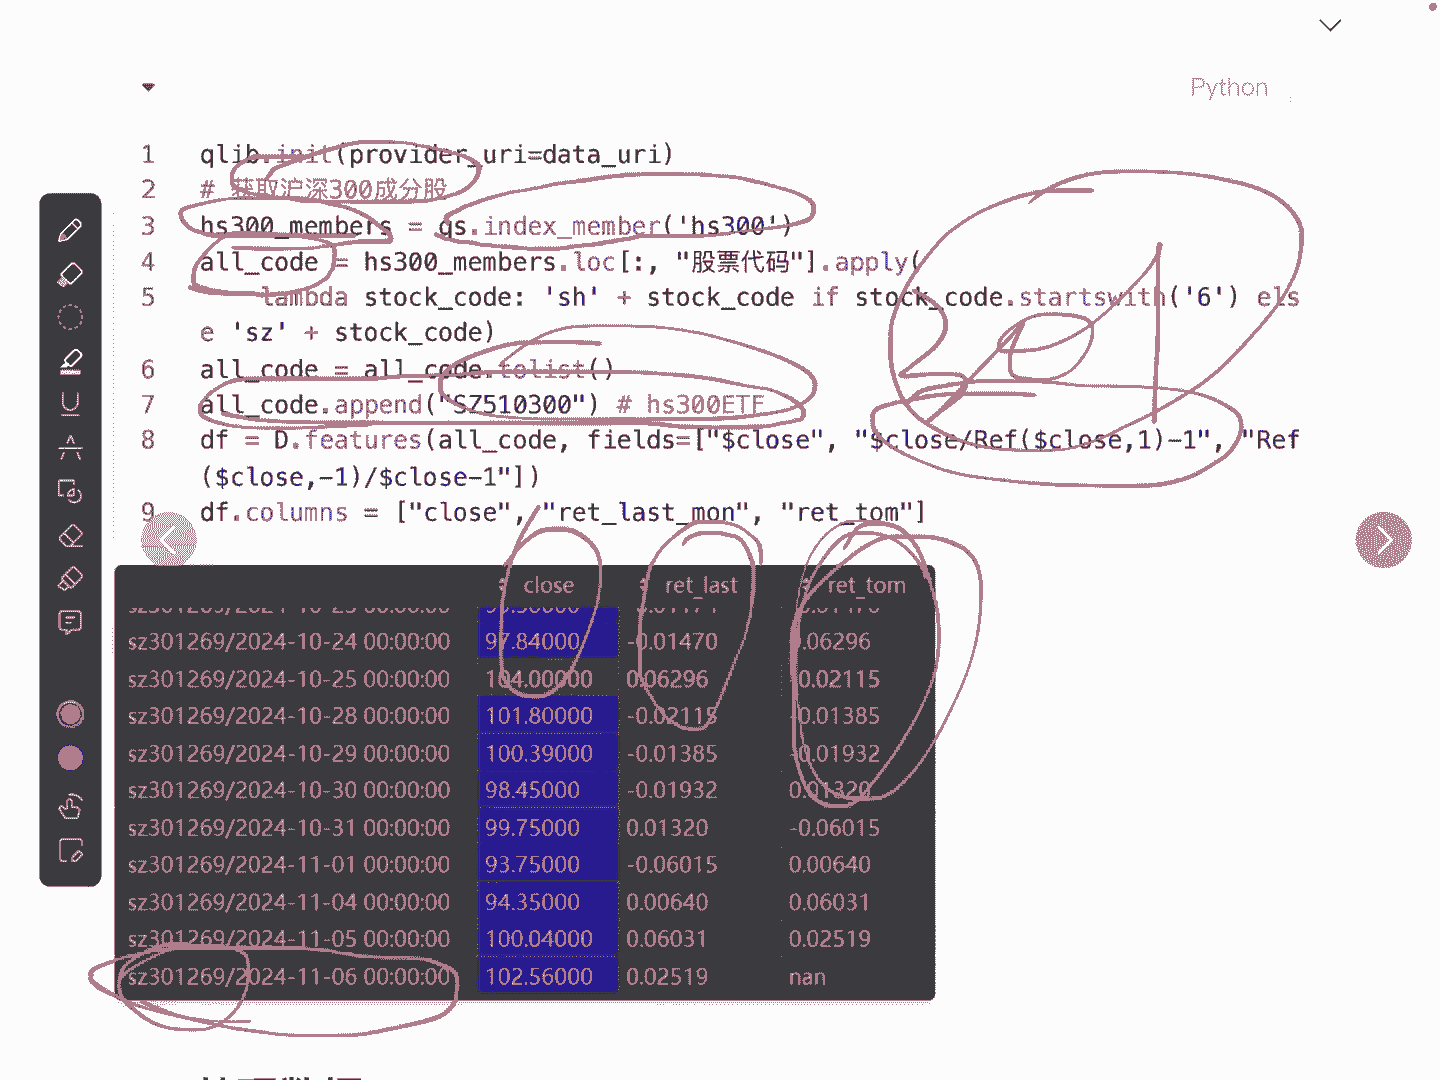 Python
1 qlib.init(provider_uri=data_uri)
2 # 获取沪深300成分股
3 hs300_members = qs.index_member('hs300')
4 all_code = hs300_members.loc[:, "股票代码"].apply(
5 lambda stock_code: 'sh' + stock_code if stock_code.startswith('6') els
e 'sz' + stock_code)
6 all_code = all_code.tolist()
7 all_code.append("SZ510300") # hs300ETF
8 df = D.features(all_code, fields=["$close", "$close/Ref($close,1)-1", "Ref
($close,-1)/$close-1"])
9 df.columns = ["close", "ret_last_mon", "ret_tom"]
close ret_last ret_tom
sz301269/2024-10-24 00:00:00 97.84000 -0.01470 0.06296
sz301269/2024-10-25 00:00:00 104.00000 0.06296 -0.02115
sz301269/2024-10-28 00:00:00 101.80000 -0.02115 -0.01385
sz301269/2024-10-29 00:00:00 100.39000 -0.01385 -0.01932
sz301269/2024-10-30 00:00:00 98.45000 -0.01932 0.01320
sz301269/2024-10-31 00:00:00 99.75000 0.01320 -0.06015
sz301269/2024-11-01 00:00:00 93.75000 -0.06015 0.00640
sz301269/2024-11-04 00:00:00 94.35000 0.00640 0.06031
sz301269/2024-11-05 00:00:00 100.04000 0.06031 0.02519
sz301269/2024-11-06 00:00:00 102.56000 0.02519 nan